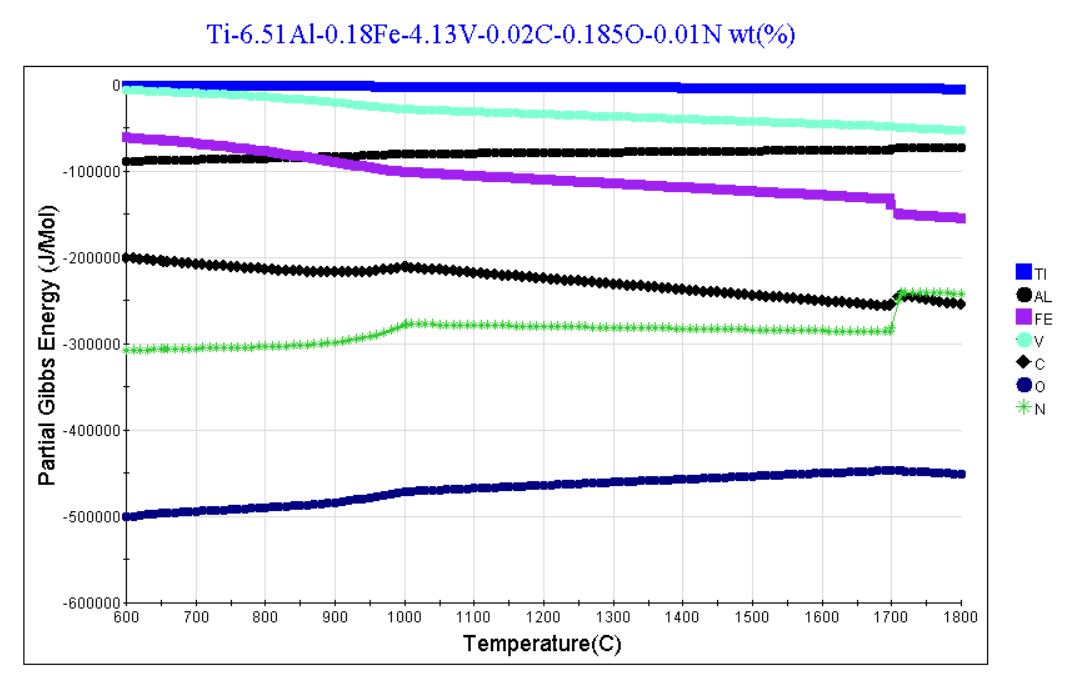 Ti-6.51Al-0.18Fe-4.13V-0.02C-0.185O-0.01N wt(%)
0
-100000
-200000
-300000
-400000
-500000
-600000
Partial Gibbs Energy (J/Mol)
600 700 800 900 1000 1100 1200 1300 1400 1500 1600 1700 1800
Temperature(C)
TI
AL
FE
V
C
O
N